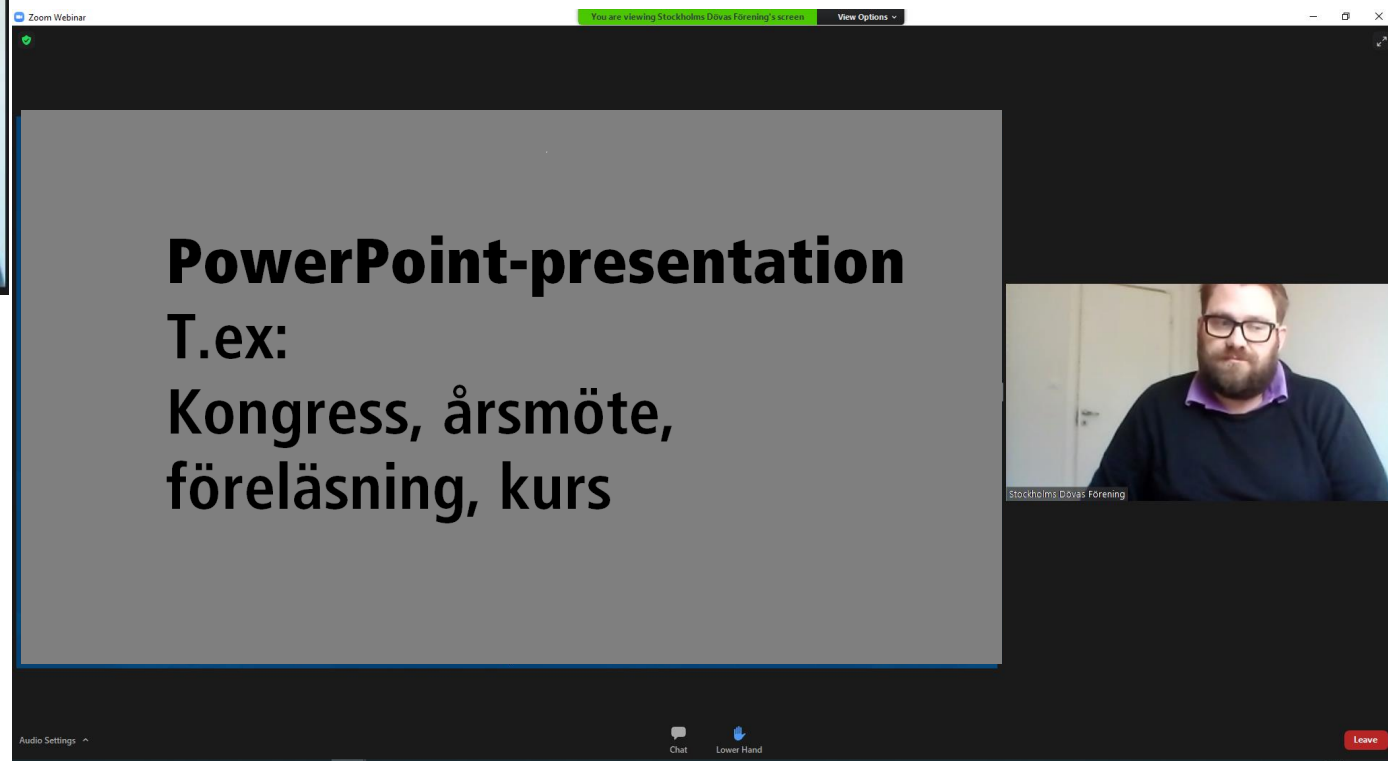 Zoom Webinar
You are viewing Stockholms Dövas Förening's screen
View Options
PowerPoint-presentation
T.ex:
Kongress, årsmöte,
föreläsning, kurs
Stockholms Dövas Förening
Audio Settings
Chat
Lower Hand
Leave